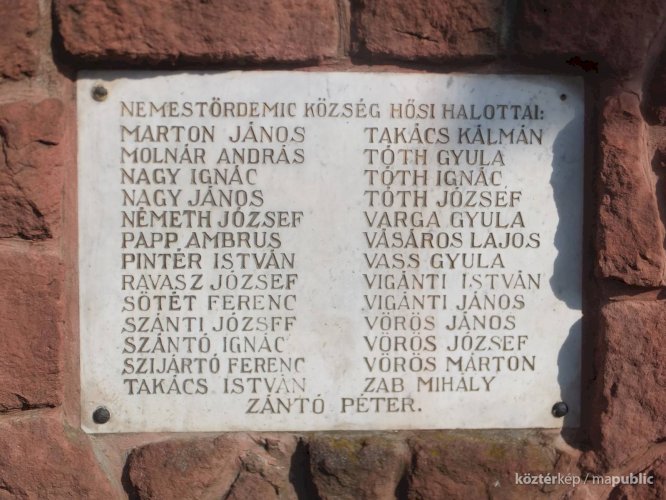 NEMESTÖRDEMIC KÖZSÉG HŐSI HALOTTAI:
MARTON JÁNOS
MOLNÁR ANDRÁS
NAGY IGNÁC
NAGY JÁNOS
NÉMETH JÓZSEF
PAPP AMBRUS
PINTÉR ISTVÁN
RAVASZ JÓZSEF
SÖTÉT FERENC
SZÁNTI JÓZSFF
SZÁNTÓ IGNÁC
SZIJÁRTÓ FERENC
TAKÁCS ISTVÁN
TAKÁCS KÁLMÁN
TÓTH GYULA
TÓTH IGNÁC
TÓTH JÓZSEF
VARGA GYULA
VÁSÁROS LAJOS
VASS GYULA
VIGÁNTI ISTVÁN
VIGÁNTI JÁNOS
VÖRÖS JÁNOS
VÖRÖS JÓZSEF
VÖRÖS MÁRTON
ZAB MIHÁLY
ZÁNTÓ PÉTER.
köztérkép / mapublic